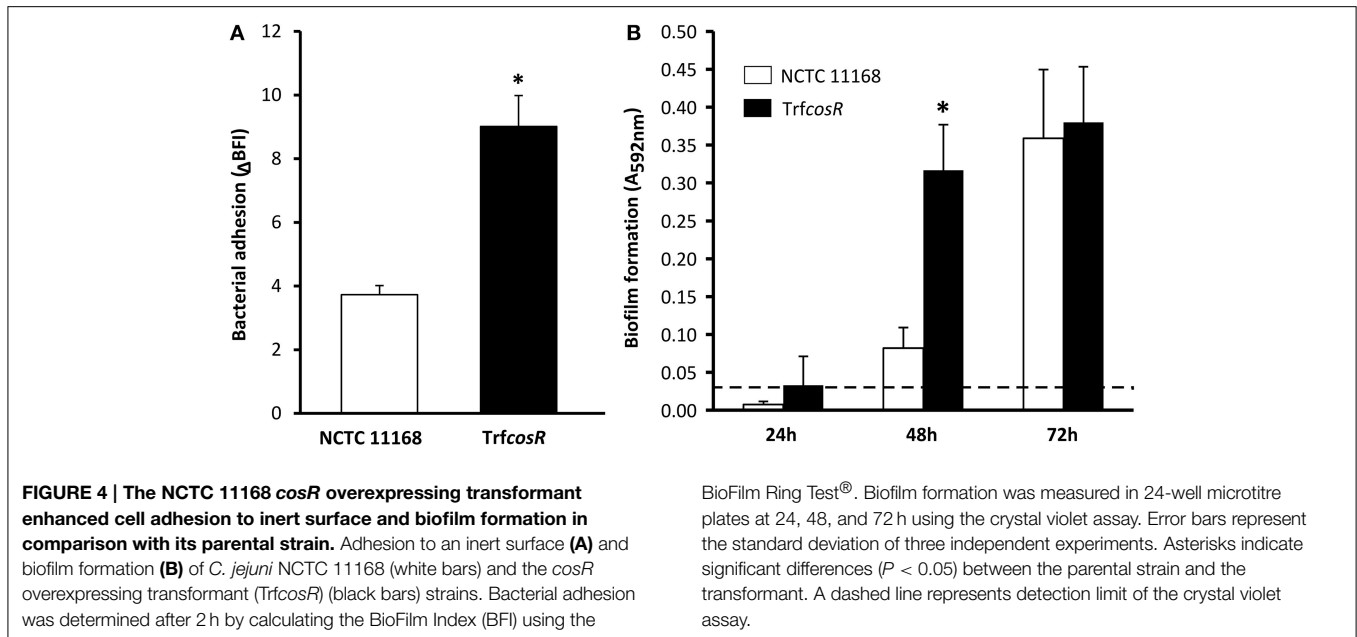 A
12
10
8
6
4
2
0
Bacterial adhesion (ΔBFI)
*
NCTC 11168
TrfcosR
B
0.50
0.45
0.40
0.35
0.30
0.25
0.20
0.15
0.10
0.05
0.00
Biofilm formation (A592nm)
NCTC 11168
TrfcosR
*
24h
48h
72h
FIGURE 4 | The NCTC 11168 cosR overexpressing transformant
enhanced cell adhesion to inert surface and biofilm formation in
comparison with its parental strain. Adhesion to an inert surface (A) and
biofilm formation (B) of C. jejuni NCTC 11168 (white bars) and the cosR
overexpressing transformant (TrfcosR) (black bars) strains. Bacterial adhesion
was determined after 2 h by calculating the BioFilm Index (BFI) using the
BioFilm Ring Test®. Biofilm formation was measured in 24-well microtitre
plates at 24, 48, and 72 h using the crystal violet assay. Error bars represent
the standard deviation of three independent experiments. Asterisks indicate
significant differences (P < 0.05) between the parental strain and the
transformant. A dashed line represents detection limit of the crystal violet
assay.